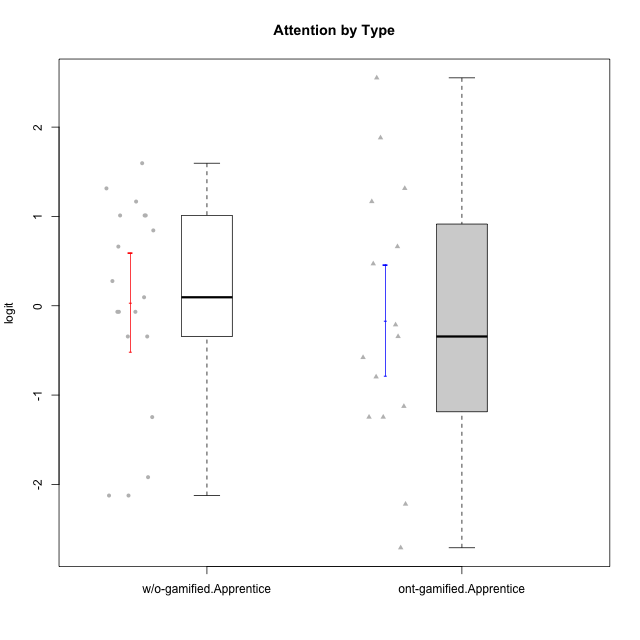 Attention by Type
logit
2
1
0
-1
-2
w/o-gamified.Apprentice
ont-gamified.Apprentice